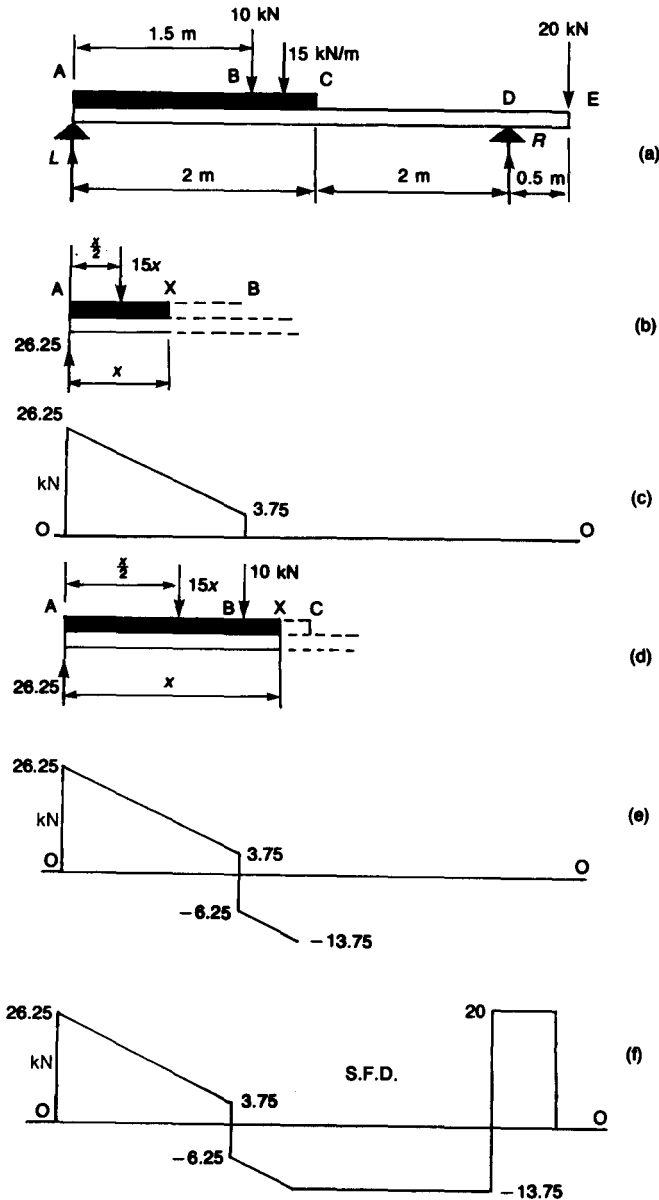 10 kN
20 kN
1.5 m
15 kN/m
A
B
C
D
E
L
R
(a)
2 m
2 m
0.5 m
x/2
15x
A
X
B
(b)
26.25
x
26.25
kN
3.75
(c)
O
O
x/2
15x
10 kN
A
B
X
C
(d)
26.25
x
26.25
kN
(e)
O
3.75
O
−6.25
−13.75
26.25
20
kN
S.F.D.
(f)
O
3.75
O
−6.25
−13.75